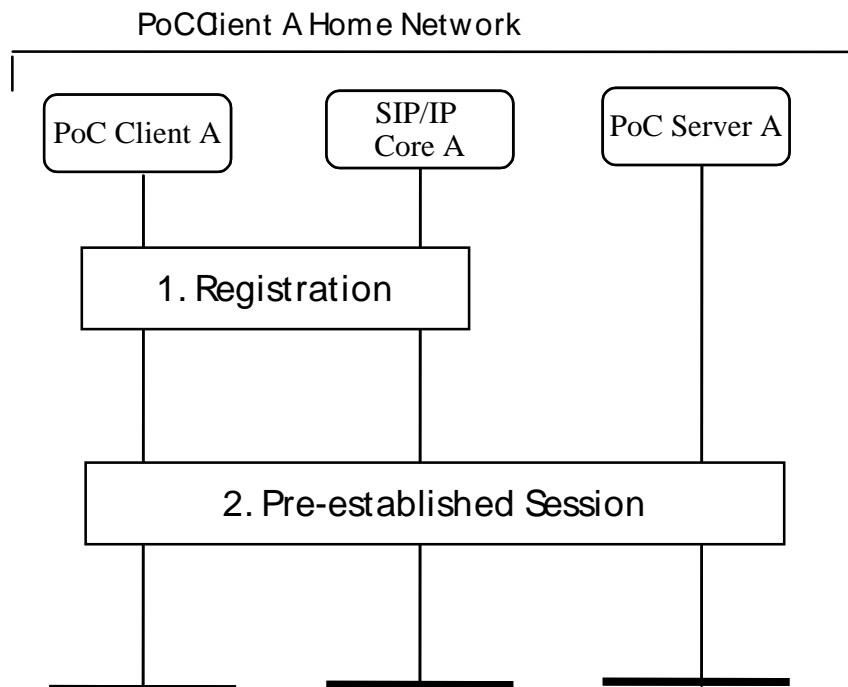 PoCClient A Home Network
PoC Client A
SIP/IP
Core A
PoC Server A
1. Registration
2. Pre-established Session